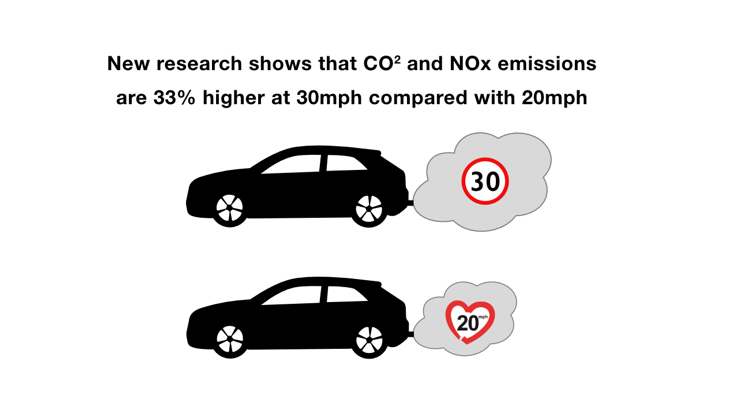 New research shows that CO² and NOx emissions
are 33% higher at 30mph compared with 20mph
30
20mph